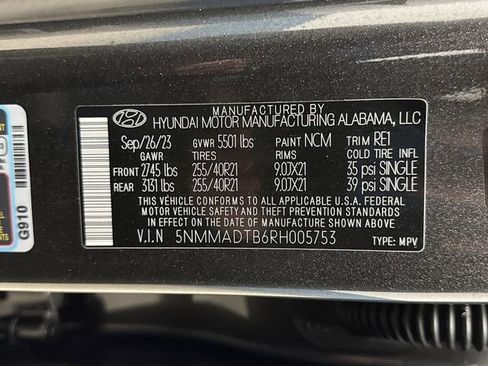 MANUFACTURED BY
HYUNDAI MOTOR MANUFACTURING ALABAMA, LLC
Sep/26/23 GVWR 5501 lbs PAINT NCM TRIM RE1
GAWR TIRES RIMS COLD TIRE INFL
FRONT 2745 lbs 255/40R21 9.0JX21 35 psi SINGLE
REAR 3131 lbs 255/40R21 9.0JX21 39 psi SINGLE
THIS VEHICLE CONFORMS TO ALL APPLICABLE U.S.A. FEDERAL
MOTOR VEHICLE SAFETY, BUMPER, AND THEFT PREVENTION STANDARDS
IN EFFECT ON THE DATE OF MANUFACTURE SHOWN ABOVE.
V.I.N 5NMMADTB6RH005753 TYPE: MPV
G910